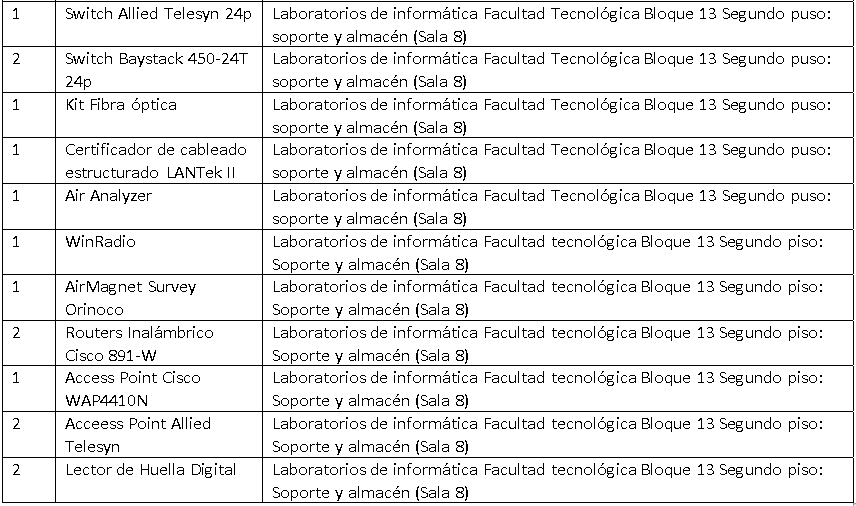 1 Switch Allied Telesyn 24p Laboratorios de informática Facultad Tecnológica Bloque 13 Segundo puso:
soporte y almacén (Sala 8)
2 Switch Baystack 450-24T Laboratorios de informática Facultad Tecnológica Bloque 13 Segundo puso:
24p soporte y almacén (Sala 8)
1 Kit Fibra óptica Laboratorios de informática Facultad Tecnológica Bloque 13 Segundo puso:
soporte y almacén (Sala 8)
1 Certificador de cableado Laboratorios de informática Facultad Tecnológica Bloque 13 Segundo puso:
estructurado LANTek II soporte y almacén (Sala 8)
1 Air Analyzer Laboratorios de informática Facultad Tecnológica Bloque 13 Segundo puso:
soporte y almacén (Sala 8)
1 WinRadio Laboratorios de informática Facultad tecnológica Bloque 13 Segundo piso:
Soporte y almacén (Sala 8)
1 AirMagnet Survey Laboratorios de informática Facultad tecnológica Bloque 13 Segundo piso:
Orinoco Soporte y almacén (Sala 8)
2 Routers Inalámbrico Laboratorios de informática Facultad tecnológica Bloque 13 Segundo piso:
Cisco 891-W Soporte y almacén (Sala 8)
1 Access Point Cisco Laboratorios de informática Facultad tecnológica Bloque 13 Segundo piso:
WAP4410N Soporte y almacén (Sala 8)
2 Acceess Point Allied Laboratorios de informática Facultad tecnológica Bloque 13 Segundo piso:
Telesyn Soporte y almacén (Sala 8)
2 Lector de Huella Digital Laboratorios de informática Facultad tecnológica Bloque 13 Segundo piso:
Soporte y almacén (Sala 8)